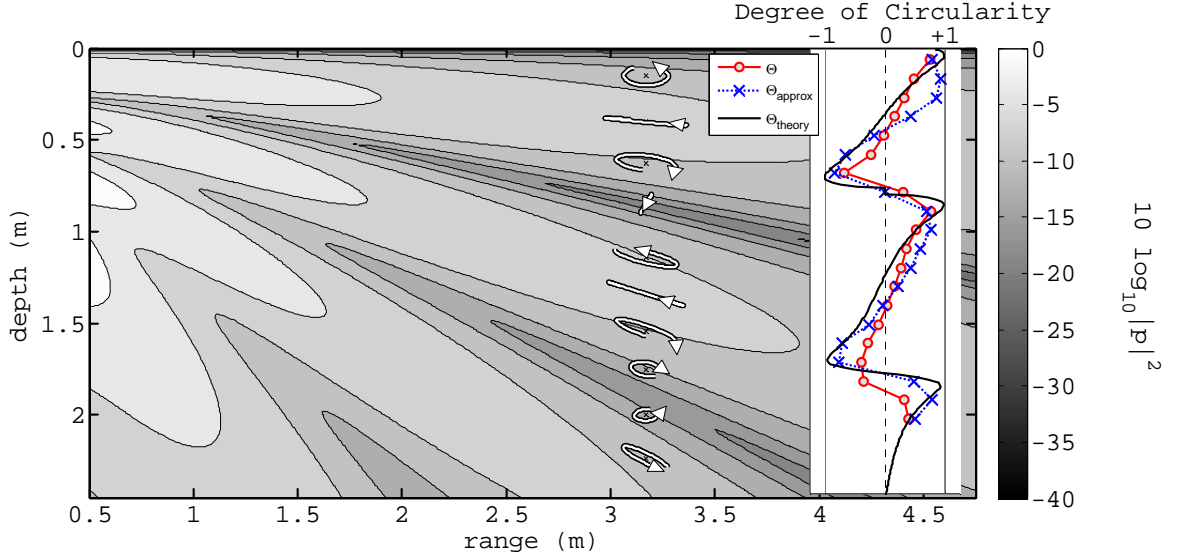 Degree of Circularity
-1 0 +1
Θ
Θapprox
Θtheory
0
0.5
1
1.5
2
depth (m)
0.5 1 1.5 2 2.5 3 3.5 4 4.5
range (m)
0
-5
-10
-15
-20
-25
-30
-35
-40
10 log10|p|2